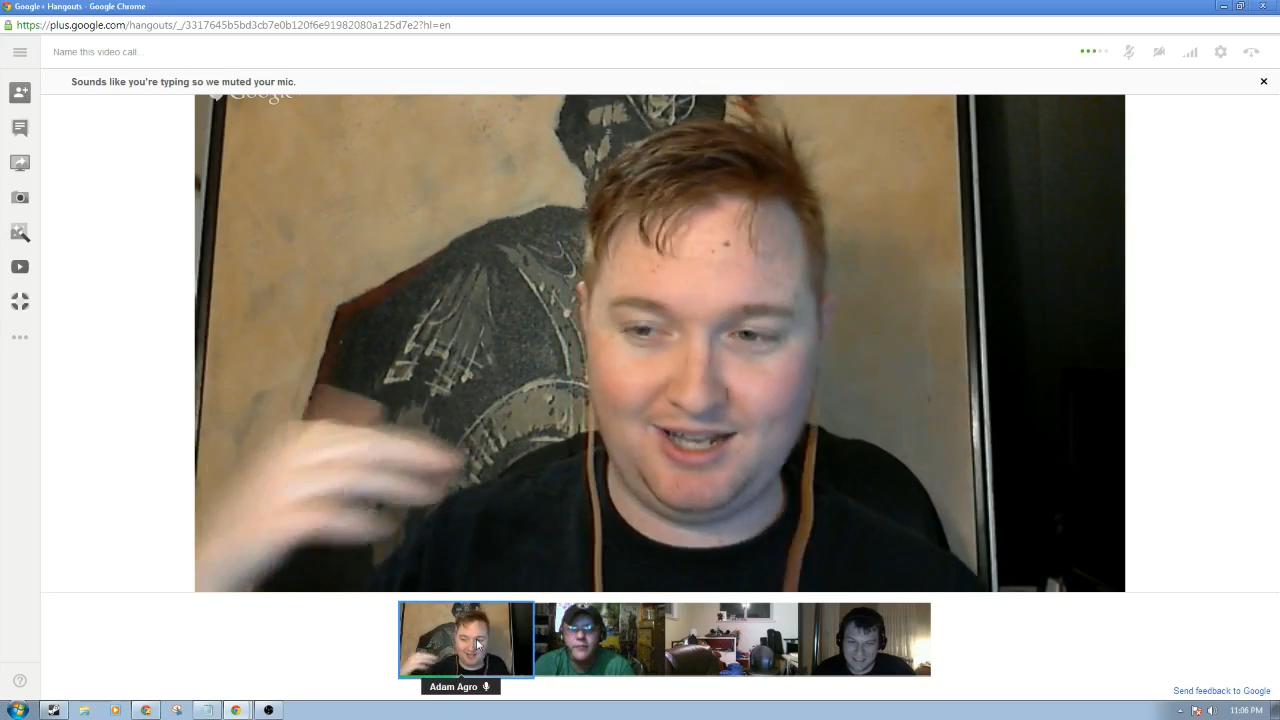 Google+ Hangouts - Google Chrome
https://plus.google.com/hangouts/_/3317645b5bd3cb7e0b120f6e91982080a125d7e2?hl=en
Name this video call...
Sounds like you're typing so we muted your mic.
Google
Adam Agro
Send feedback to Google
11:06 PM